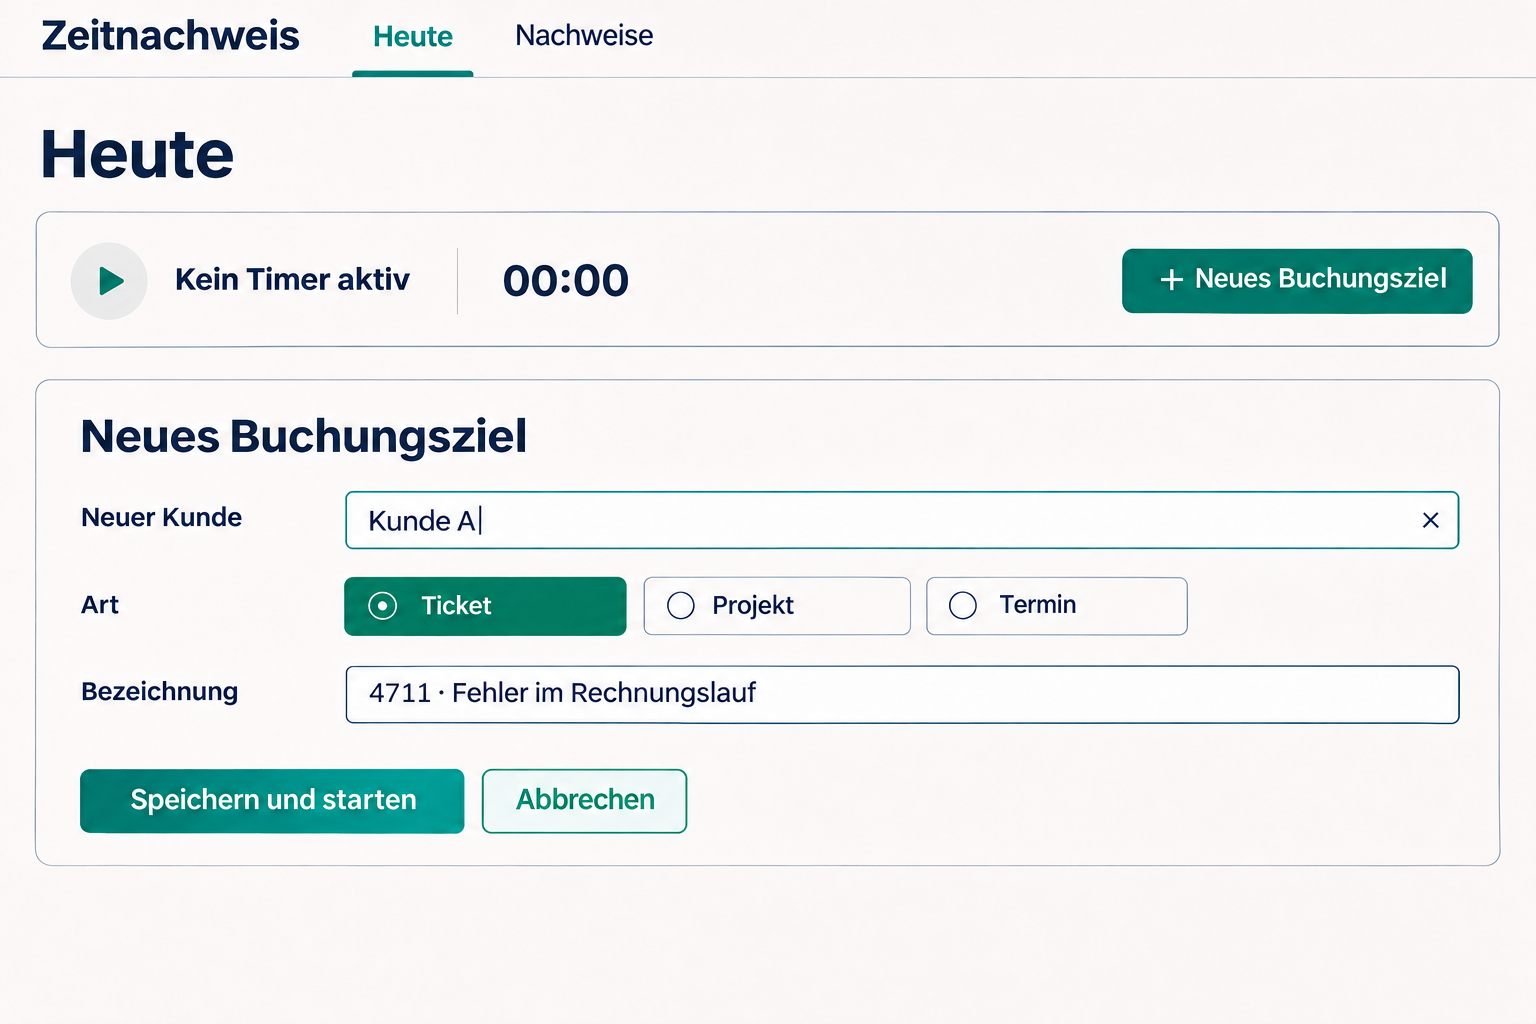 Zeitnachweis Heute Nachweise
Heute
Kein Timer aktiv 00:00 + Neues Buchungsziel
Neues Buchungsziel
Neuer Kunde Kunde A ×
Art Ticket Projekt Termin
Bezeichnung 4711 · Fehler im Rechnungslauf
Speichern und starten Abbrechen